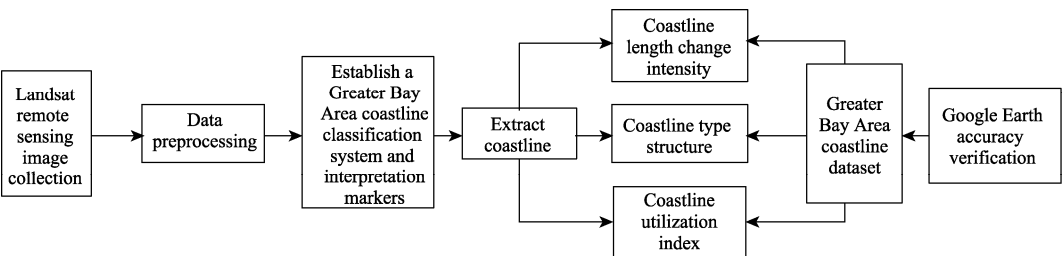 Landsat
remote
sensing
image
collection
Data
preprocessing
Establish a
Greater Bay
Area coastline
classification
system and
interpretation
markers
Extract
coastline
Coastline
length change
intensity
Coastline type
structure
Coastline
utilization
index
Greater
Bay Area
coastline
dataset
Google Earth
accuracy
verification